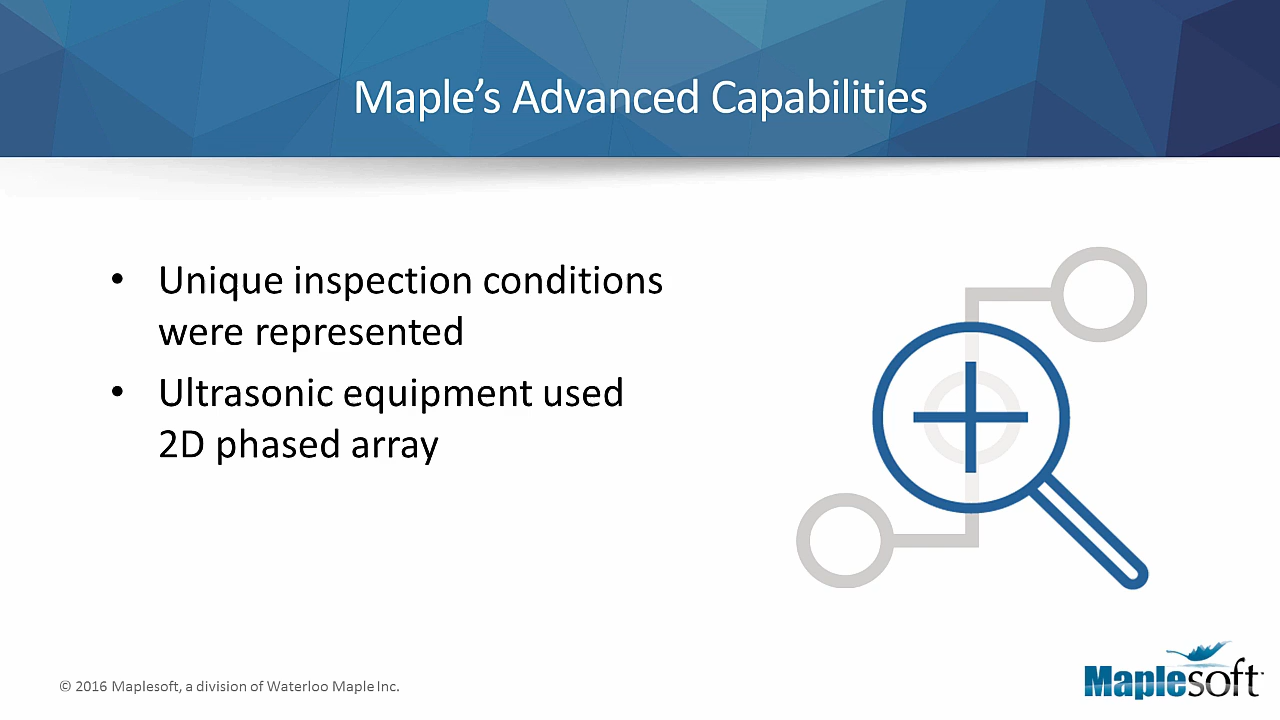 Maple’s Advanced Capabilities
• Unique inspection conditions
were represented
• Ultrasonic equipment used
2D phased array
© 2016 Maplesoft, a division of Waterloo Maple Inc.
Maplesoft™